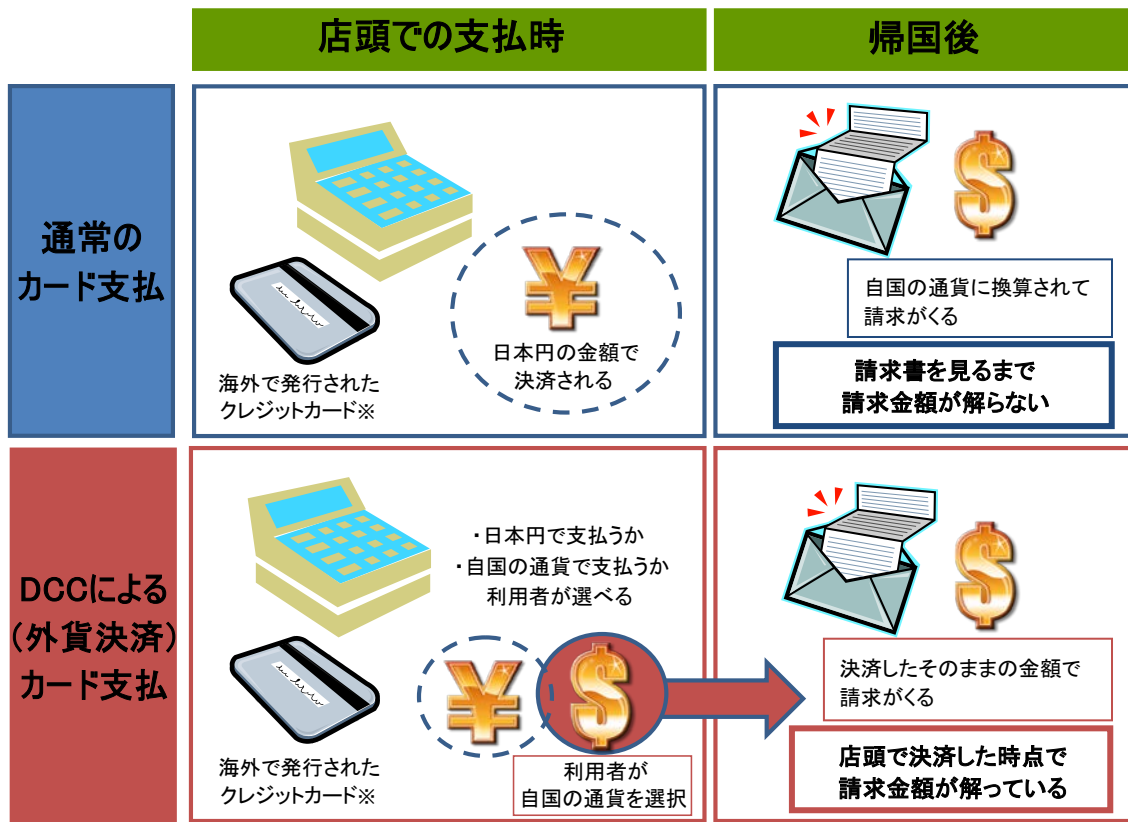 店頭での支払時
帰国後
通常の
カード支払
海外で発行された
クレジットカード※
日本円の金額で
決済される
自国の通貨に換算されて
請求がくる
請求書を見るまで
請求金額が解らない
DCCによる
(外貨決済)
カード支払
・日本円で支払うか
・自国の通貨で支払うか
利用者が選べる
海外で発行された
クレジットカード※
利用者が
自国の通貨を選択
決済したそのままの金額で
請求がくる
店頭で決済した時点で
請求金額が解っている